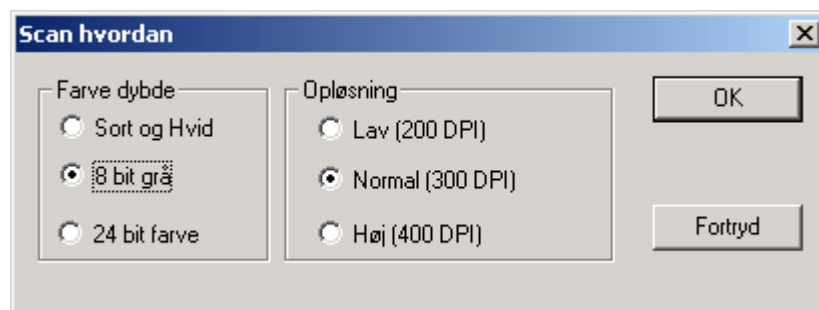 Scan hvordan
Farve dybde
Sort og Hvid
8 bit grå
24 bit farve
Opløsning
Lav (200 DPI)
Normal (300 DPI)
Høj (400 DPI)
OK
Fortryd